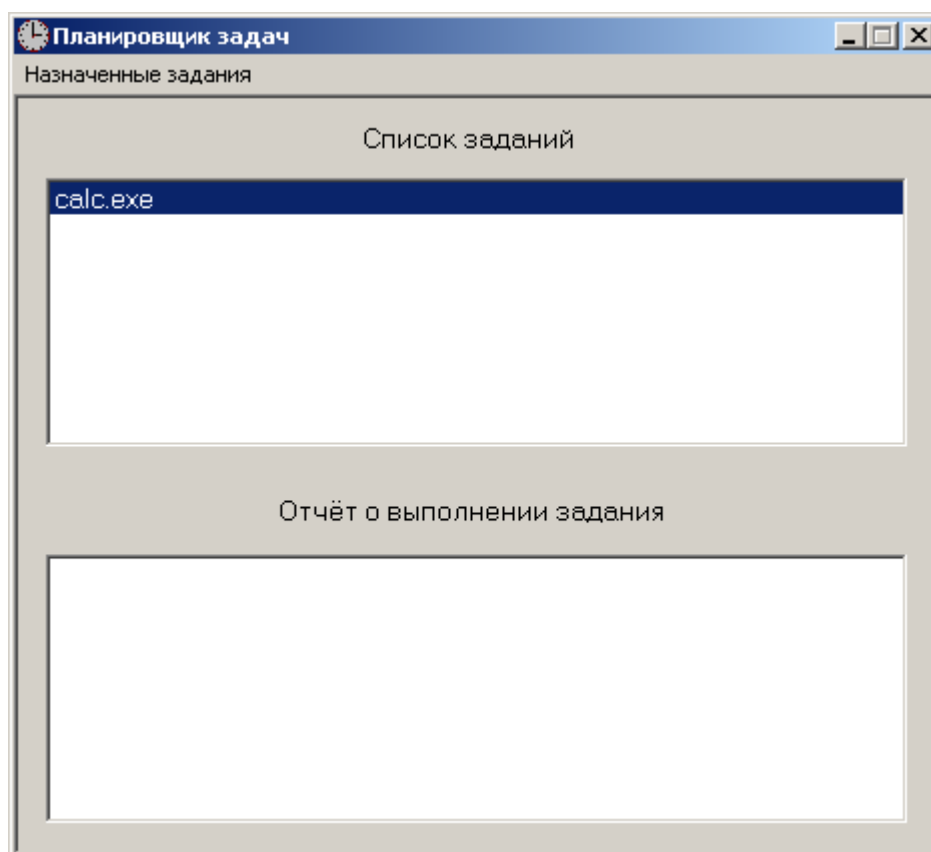 Планировщик задач
Назначенные задания
Список заданий
calc.exe
Отчёт о выполнении задания